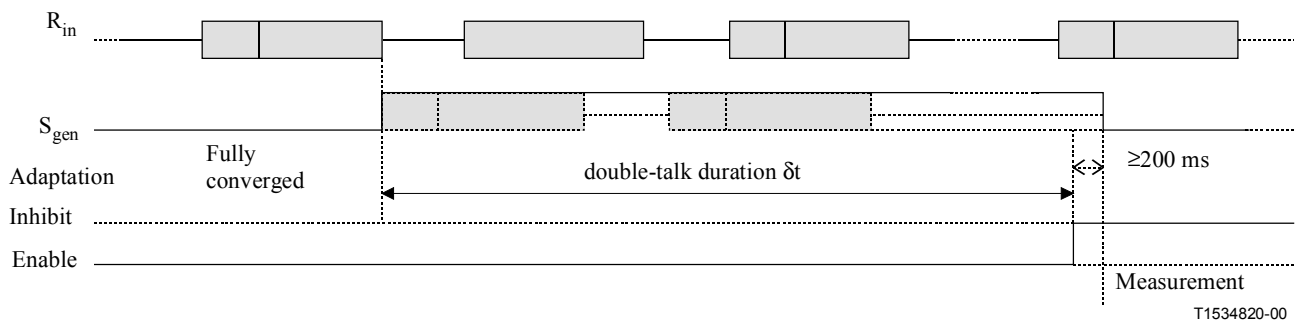 Rin
Sgen
Fully
converged
double-talk duration δt
≥200 ms
Adaptation
Inhibit
Enable
Measurement
T1534820-00